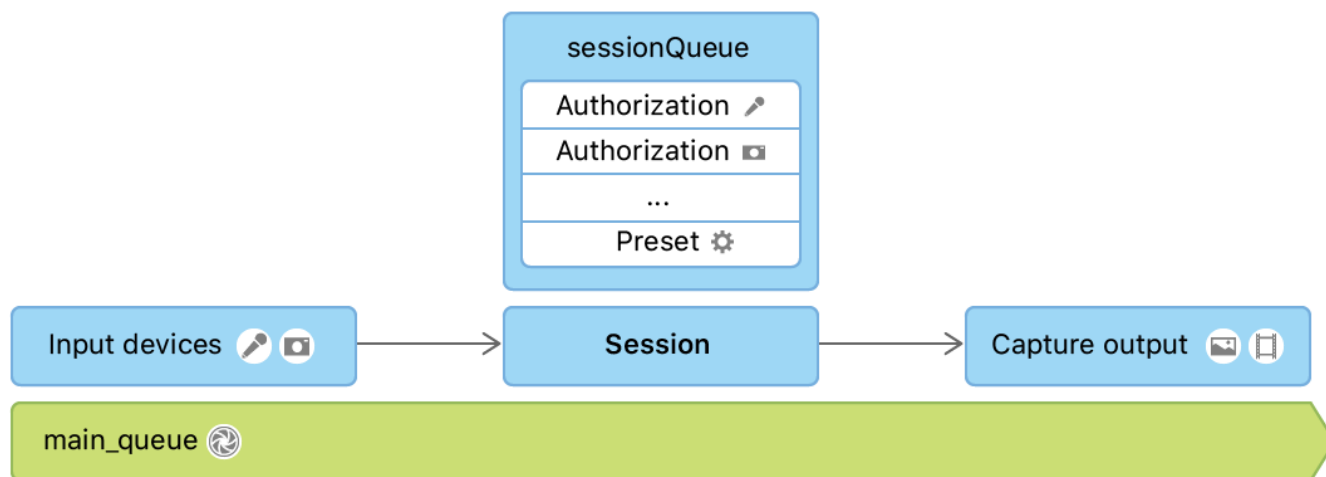 sessionQueue
Authorization
Authorization
...
Preset
Input devices
Session
Capture output
main_queue